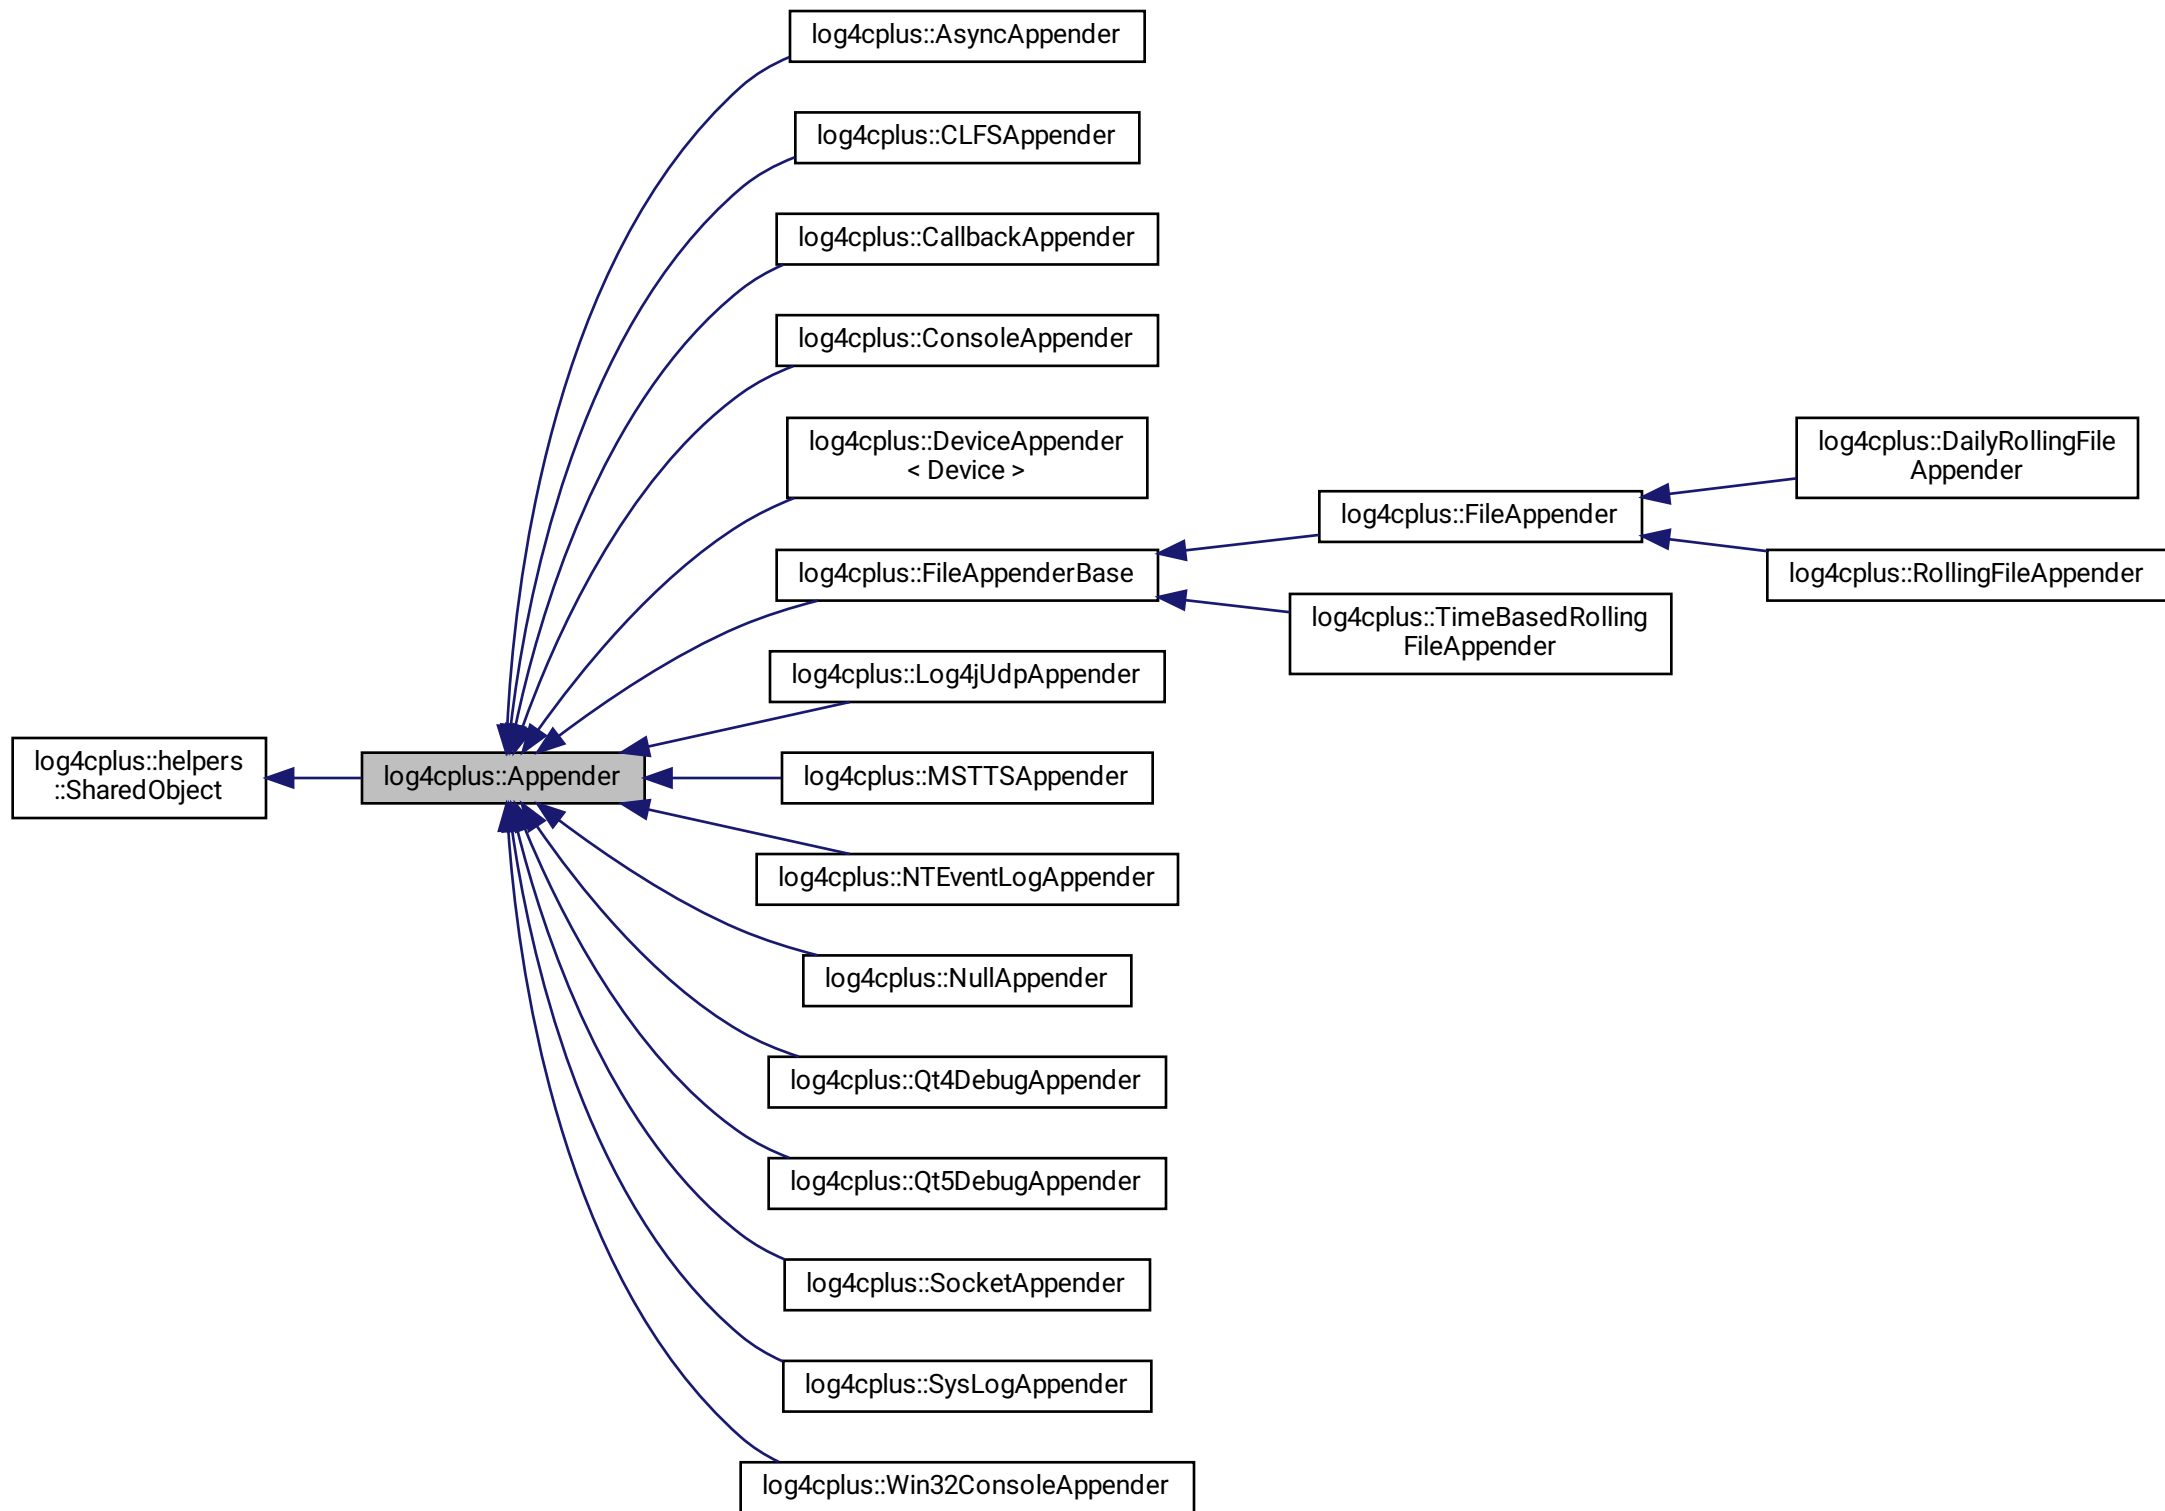 log4cplus::AsyncAppender
log4cplus::CLFSAppender
log4cplus::CallbackAppender
log4cplus::ConsoleAppender
log4cplus::DeviceAppender
< Device >
log4cplus::FileAppenderBase
log4cplus::FileAppender
log4cplus::DailyRollingFile
Appender
log4cplus::RollingFileAppender
log4cplus::TimeBasedRolling
FileAppender
log4cplus::Log4jUdpAppender
log4cplus::helpers
::SharedObject
log4cplus::Appender
log4cplus::MSTTSAppender
log4cplus::NTEventLogAppender
log4cplus::NullAppender
log4cplus::Qt4DebugAppender
log4cplus::Qt5DebugAppender
log4cplus::SocketAppender
log4cplus::SysLogAppender
log4cplus::Win32ConsoleAppender